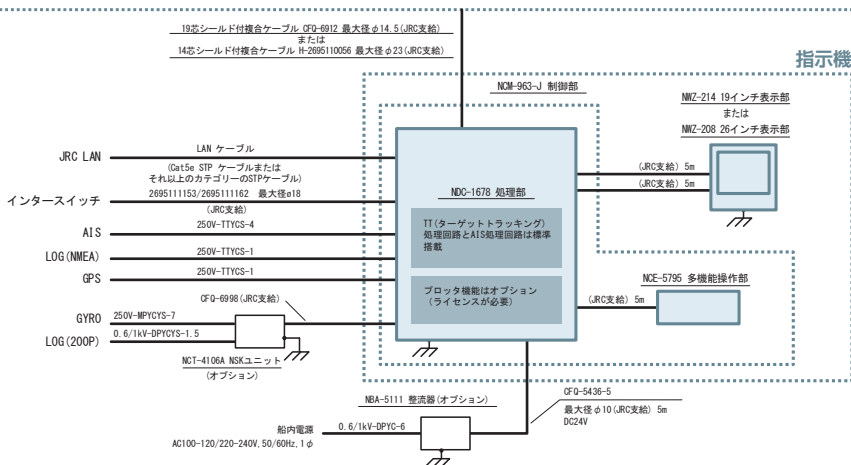 19芯シールド付複合ケーブル CFQ-6912 最大径φ14.5(JRC支給)
または
14芯シールド付複合ケーブル H-2695110056 最大径φ23(JRC支給)
指示機
NCM-963-J 制御部
NWZ-214 19インチ表示部
または
NWZ-208 26インチ表示部
JRC LAN
LAN ケーブル
(Cat5e STP ケーブルまたは
それ以上のカテゴリーのSTPケーブル)
インタースイッチ
2695111153/2695111162 最大径ø18
(JRC支給)
AIS
250V-TTYCS-4
LOG(NMEA)
250V-TTYCS-1
GPS
250V-TTYCS-1
CFQ-6998(JRC支給)
GYRO
250V-MPYCYS-7
LOG(200P)
0.6/1kV-DPYCYS-1.5
NCT-4106A NSKユニット
(オプション)
NDC-1678 処理部
TT(ターゲットトラッキング)
処理回路とAIS処理回路は標準
搭載
プロッタ機能はオプション
(ライセンスが必要)
(JRC支給) 5m
(JRC支給) 5m
NCE-5795 多機能操作部
(JRC支給) 5m
NBA-5111 整流器(オプション)
CFQ-5436-5
最大径φ10(JRC支給) 5m
DC24V
船内電源
0.6/1kV-DPYC-6
AC100-120/220-240V,50/60Hz,1φ